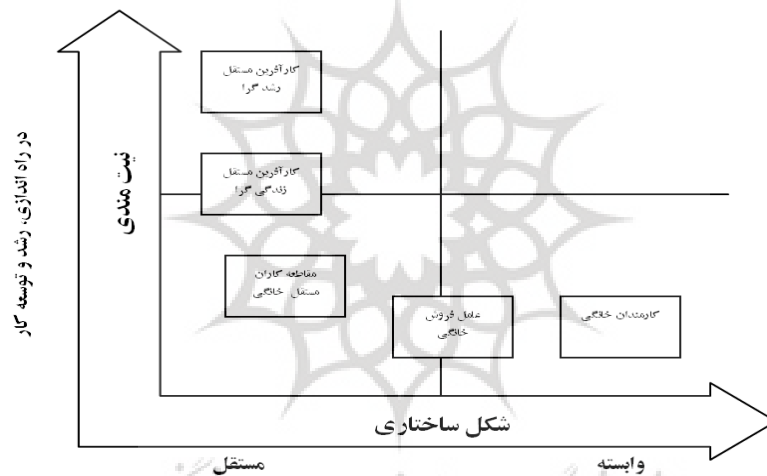 کارآفرین مستقل
رشد گرا
کارآفرین مستقل
زندگی گرا
مقاطعه کاران
مستقل خانگی
عامل فروش
خانگی
کارمندان خانگی
نیت مندی
در راه اندازی، رشد و توسعه کار
شکل ساختاری
مستقل
وابسته